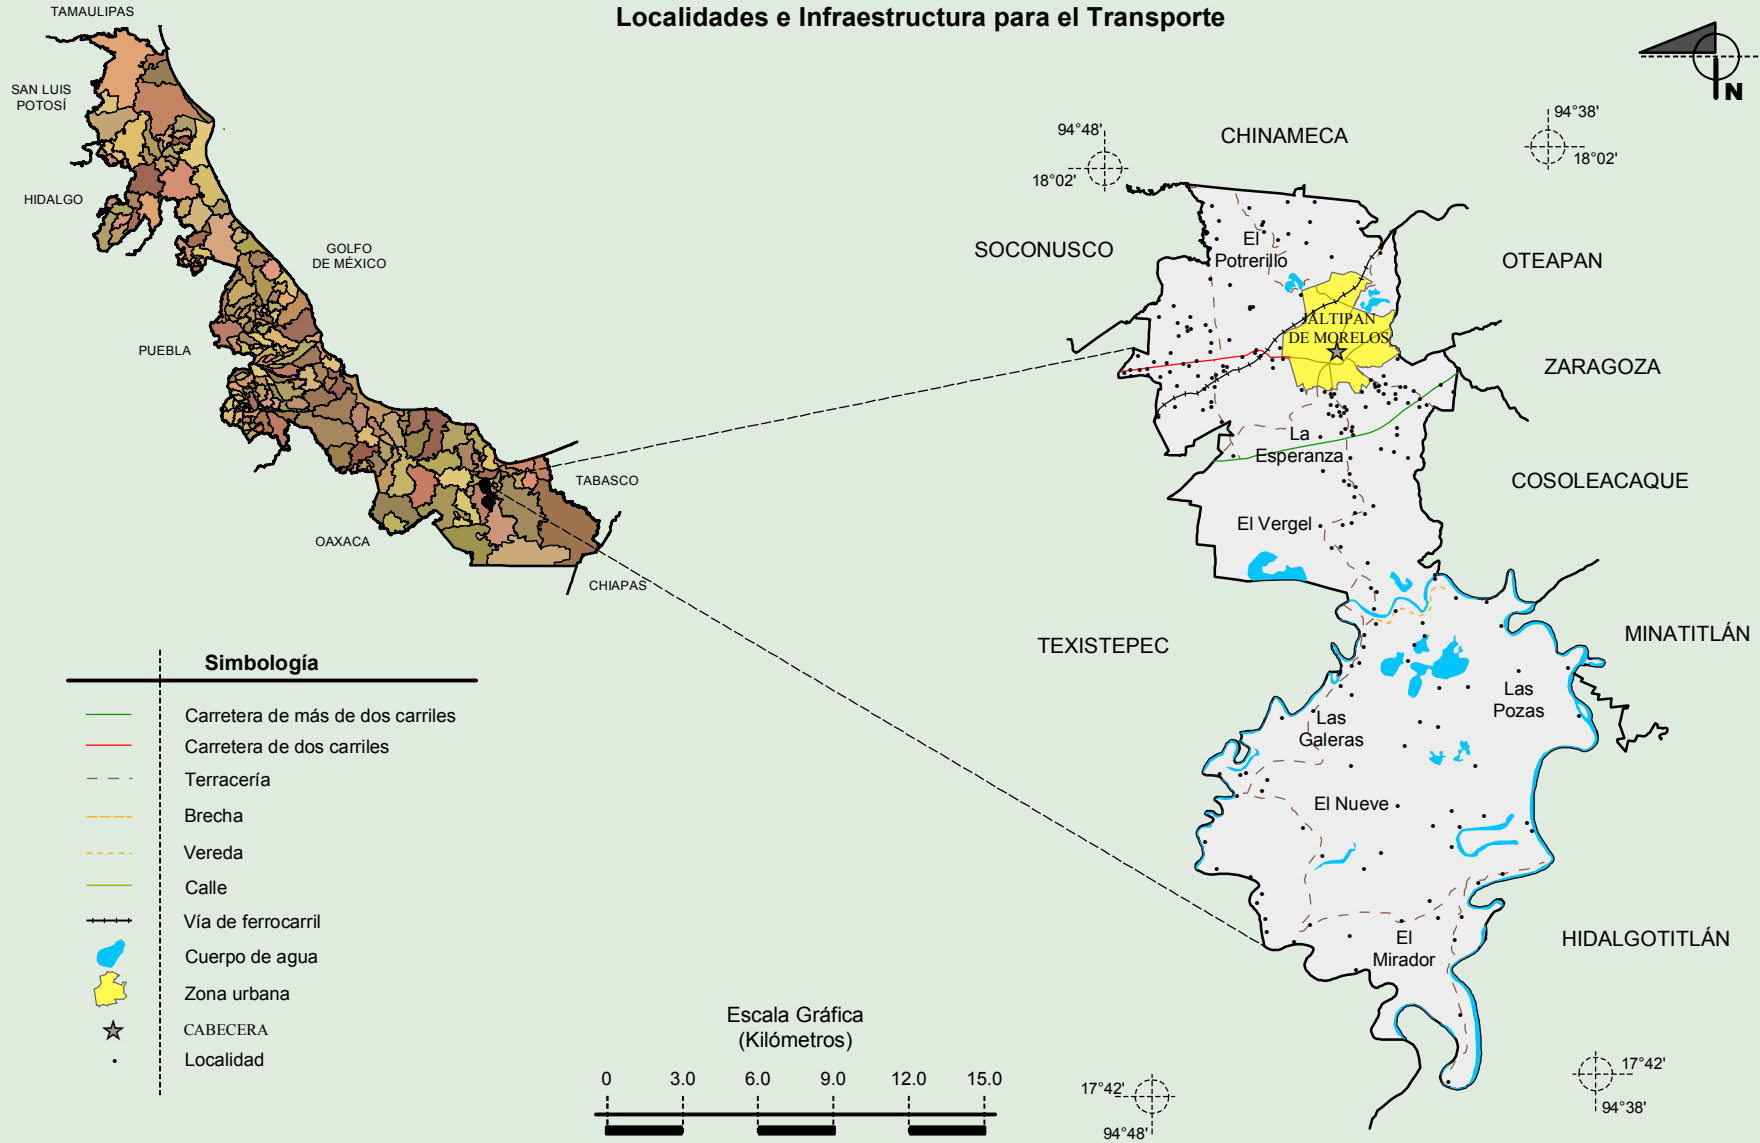 Localidades e Infraestructura para el Transporte
TAMAULIPAS
SAN LUIS
POTOSÍ
HIDALGO
GOLFO
DE MÉXICO
PUEBLA
OAXACA
TABASCO
CHIAPAS
N
94°48'
18°02'
94°38'
18°02'
CHINAMECA
SOCONUSCO
OTEAPAN
ZARAGOZA
COSOLEACAQUE
MINATITLÁN
TEXISTEPEC
HIDALGOTITLÁN
El
Potrerillo
JÁLTIPAN
DE MORELOS
La
Esperanza
El Vergel
Las
Pozas
Las
Galeras
El Nueve
El
Mirador
17°42'
94°48'
17°42'
94°38'
Simbología
Carretera de más de dos carriles
Carretera de dos carriles
Terracería
Brecha
Vereda
Calle
Vía de ferrocarril
Cuerpo de agua
Zona urbana
CABECERA
Localidad
Escala Gráfica
(Kilómetros)
0 3.0 6.0 9.0 12.0 15.0